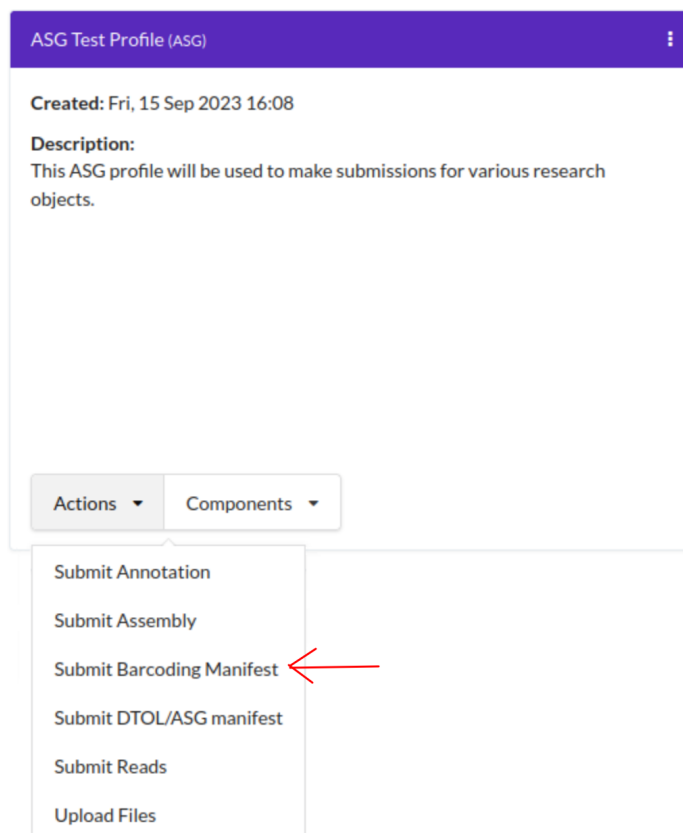 ASG Test Profile (ASG)
Created: Fri, 15 Sep 2023 16:08
Description:
This ASG profile will be used to make submissions for various research
objects.
Actions
Components
Submit Annotation
Submit Assembly
Submit Barcoding Manifest
Submit DTOL/ASG manifest
Submit Reads
Upload Files